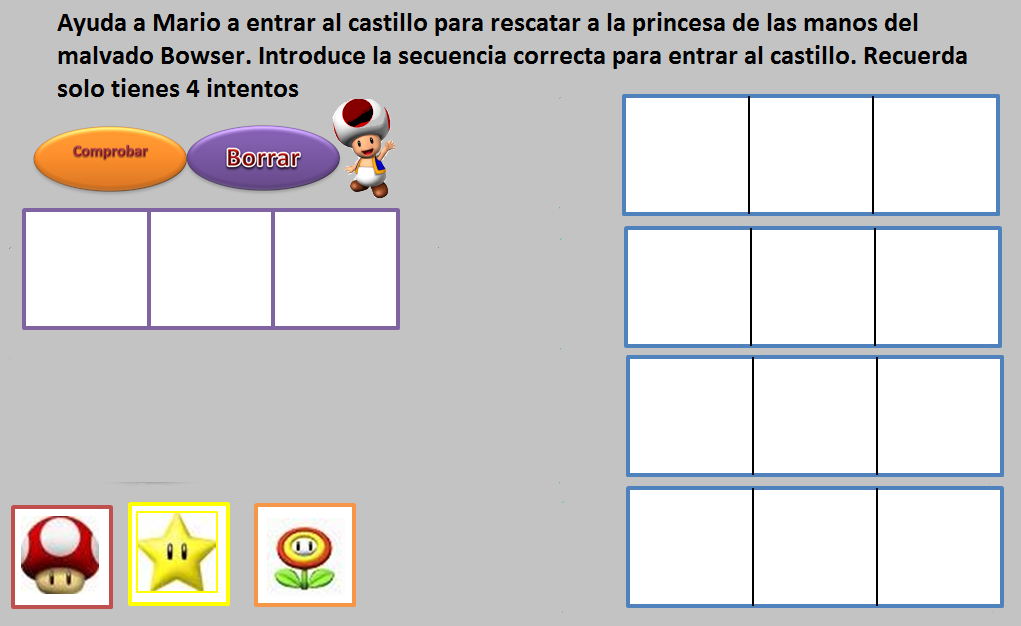 Ayuda a Mario a entrar al castillo para rescatar a la princesa de las manos del
malvado Bowser. Introduce la secuencia correcta para entrar al castillo. Recuerda
solo tienes 4 intentos
Comprobar
Borrar